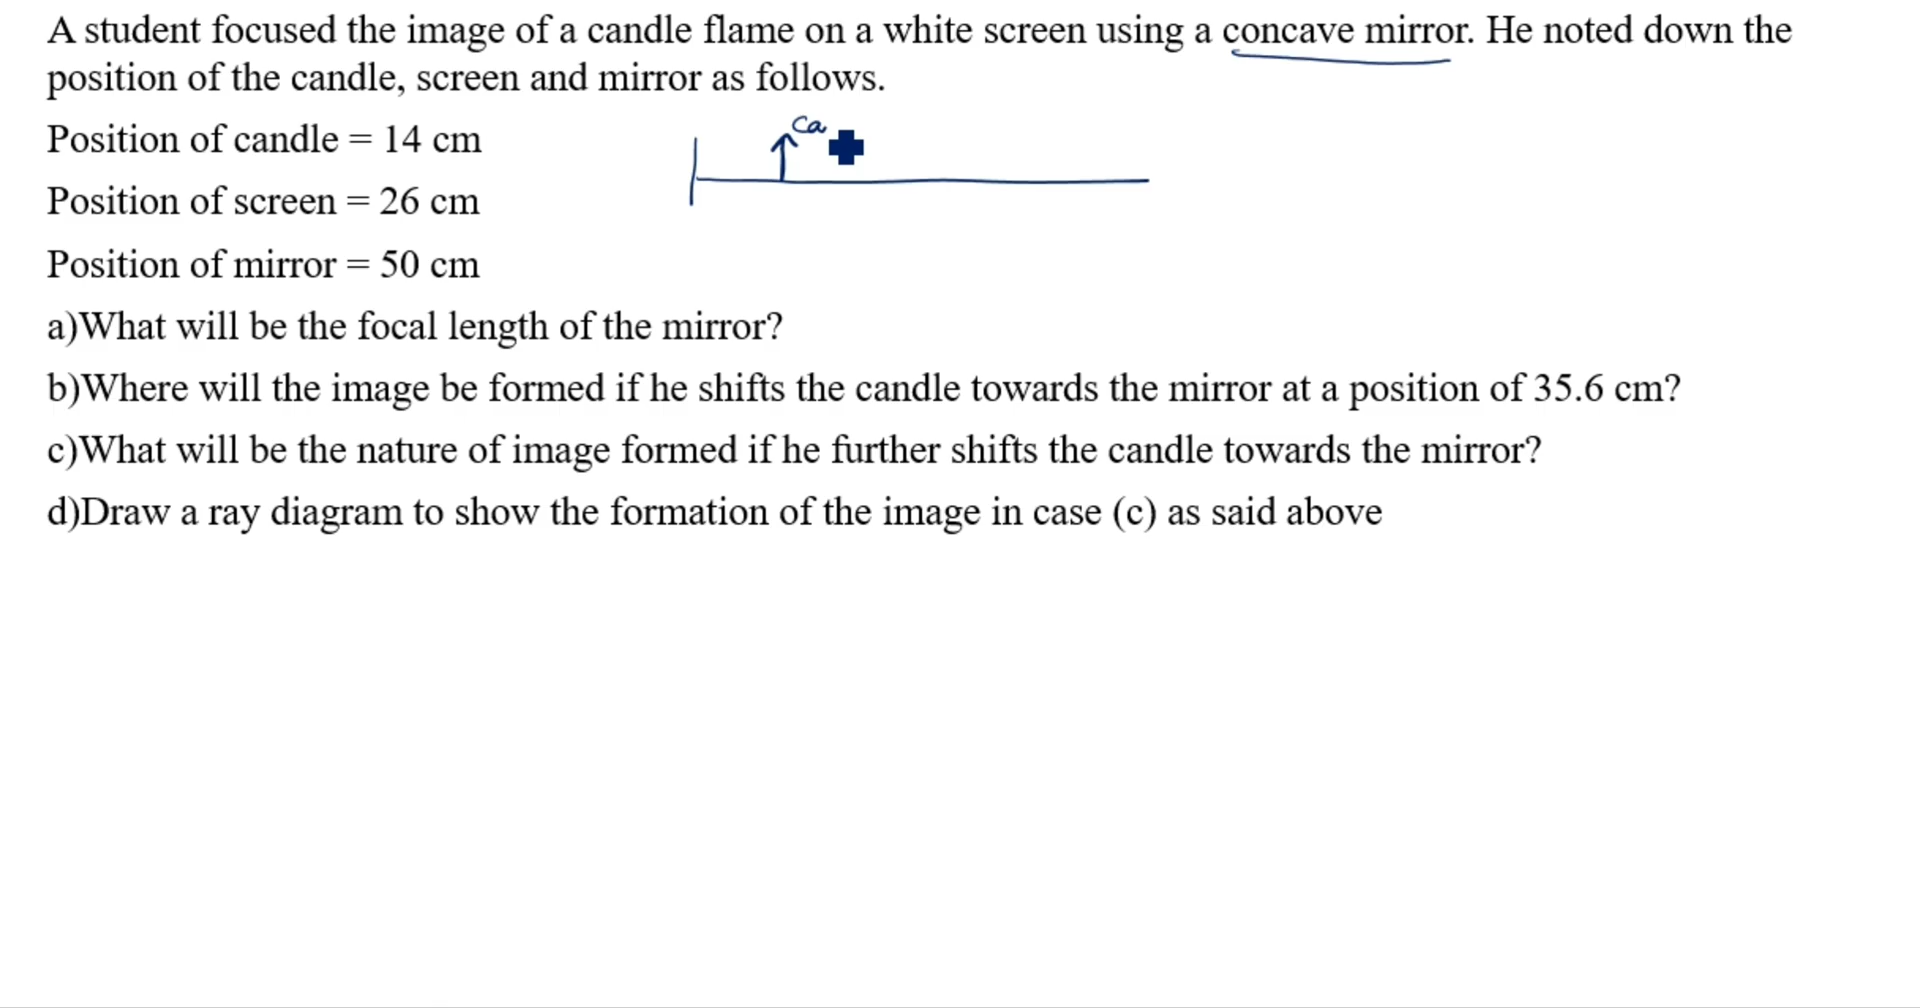 A student focused the image of a candle flame on a white screen using a concave mirror. He noted down the
position of the candle, screen and mirror as follows.
Ca
Position of candle = 14 cm
Position of screen = 26 cm
Position of mirror = 50 cm
a)What will be the focal length of the mirror?
b)Where will the image be formed if he shifts the candle towards the mirror at a position of 35.6 cm?
c)What will be the nature of image formed if he further shifts the candle towards the mirror?
d)Draw a ray diagram to show the formation of the image in case (c) as said above